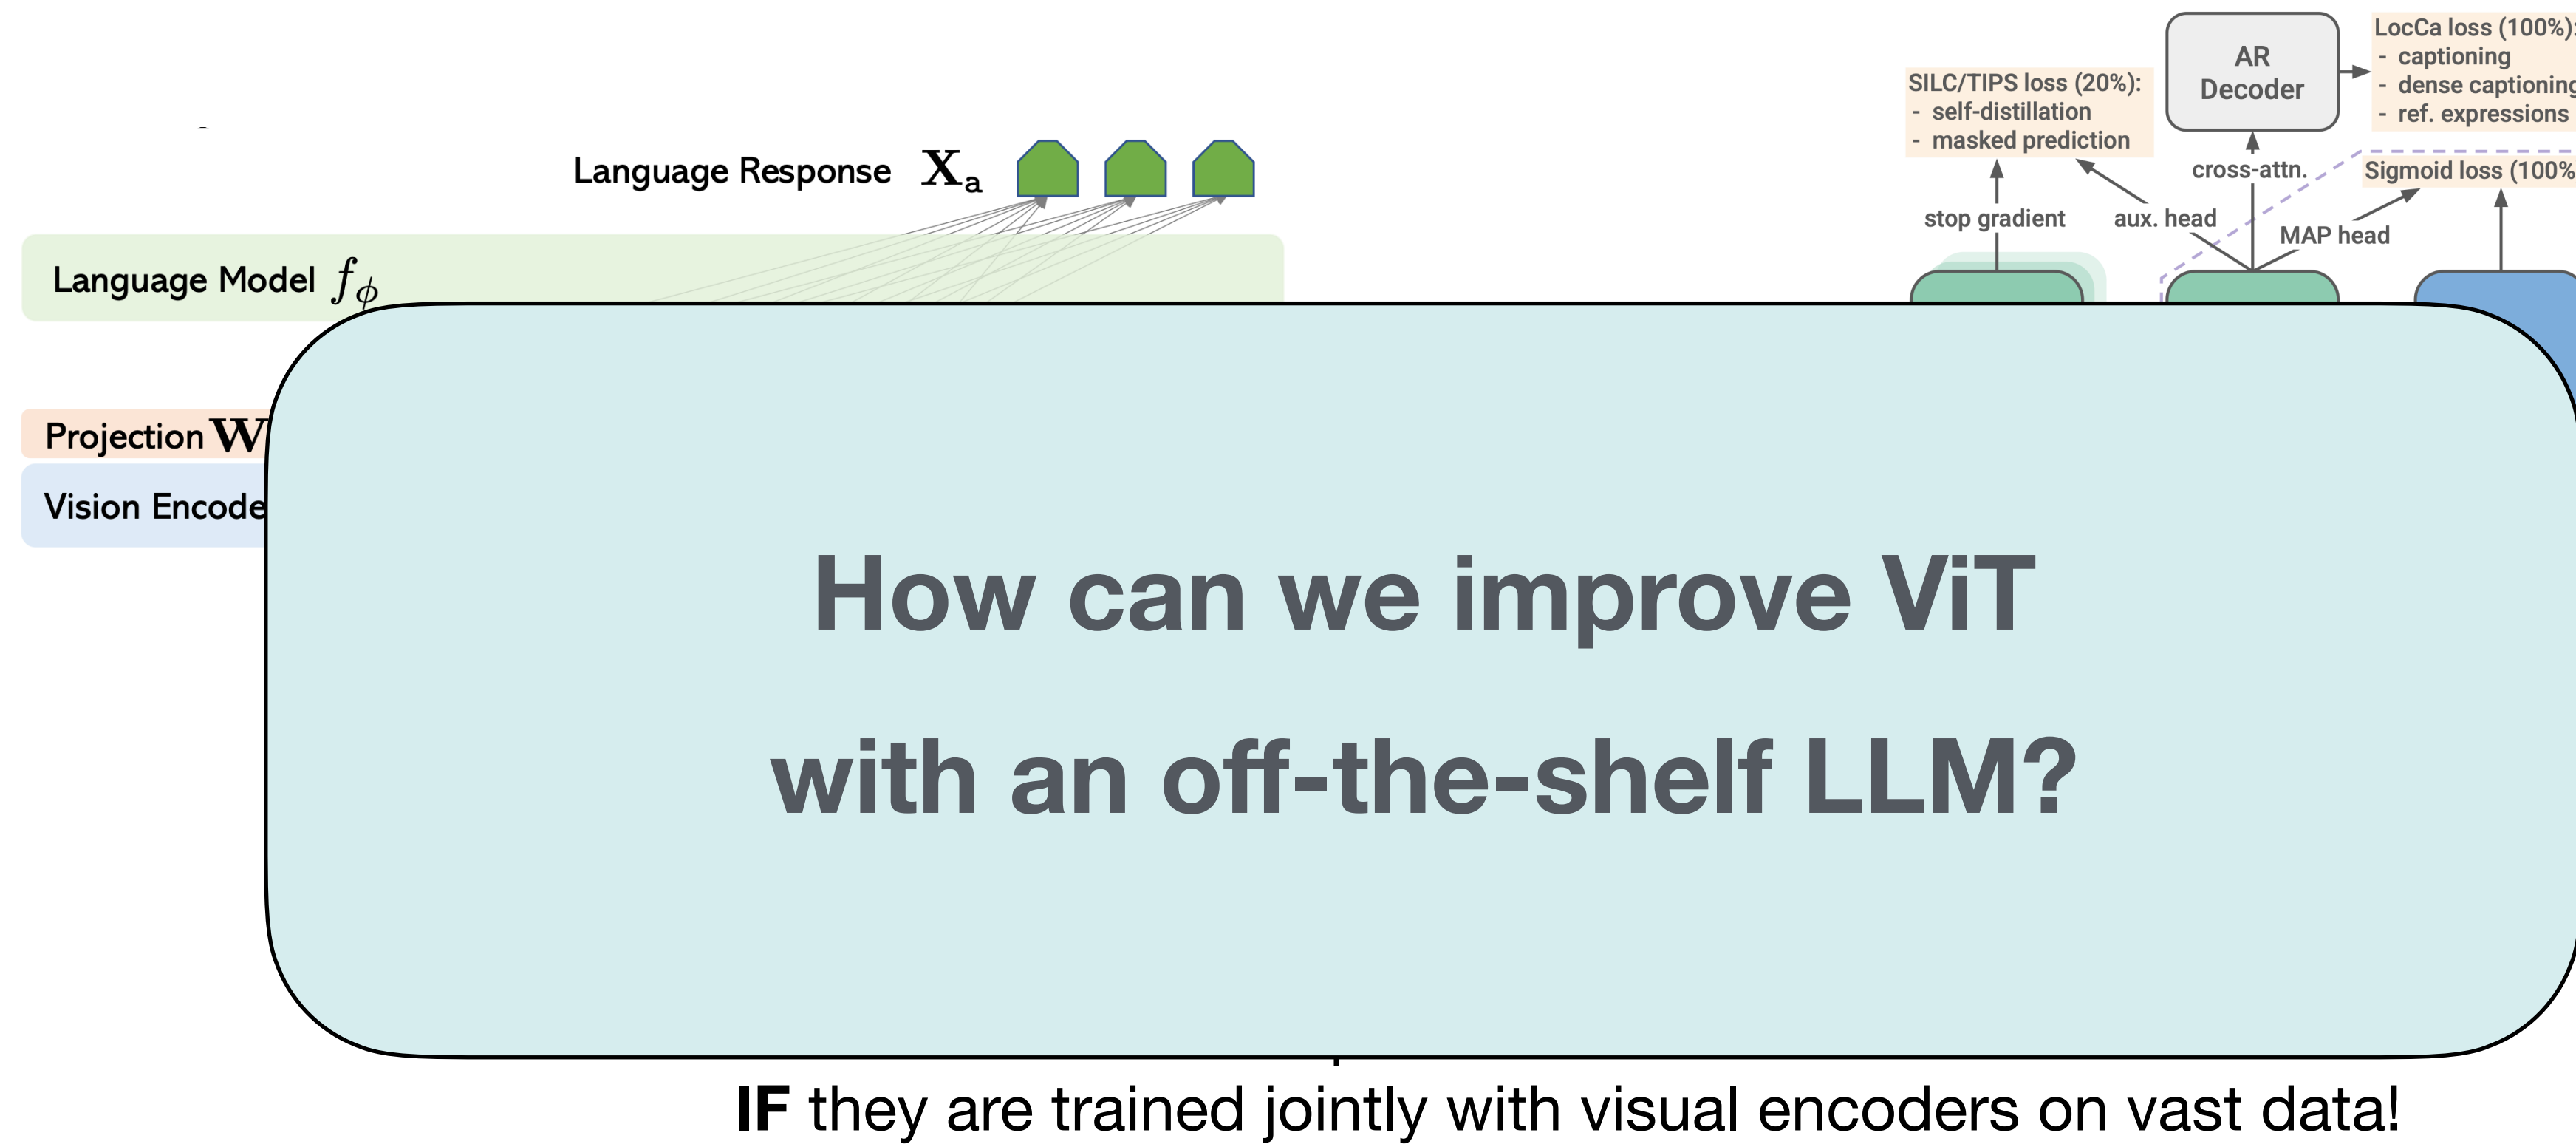 Language Response Xₐ
Language Model f_ϕ
Projection W
Vision Encode
SILC/TIPS loss (20%):
- self-distillation
- masked prediction
AR
Decoder
LocCa loss (100%):
- captioning
- dense captioning
- ref. expressions
cross-attn.
Sigmoid loss (100%
stop gradient
aux. head
MAP head
How can we improve ViT
with an off-the-shelf LLM?
IF they are trained jointly with visual encoders on vast data!